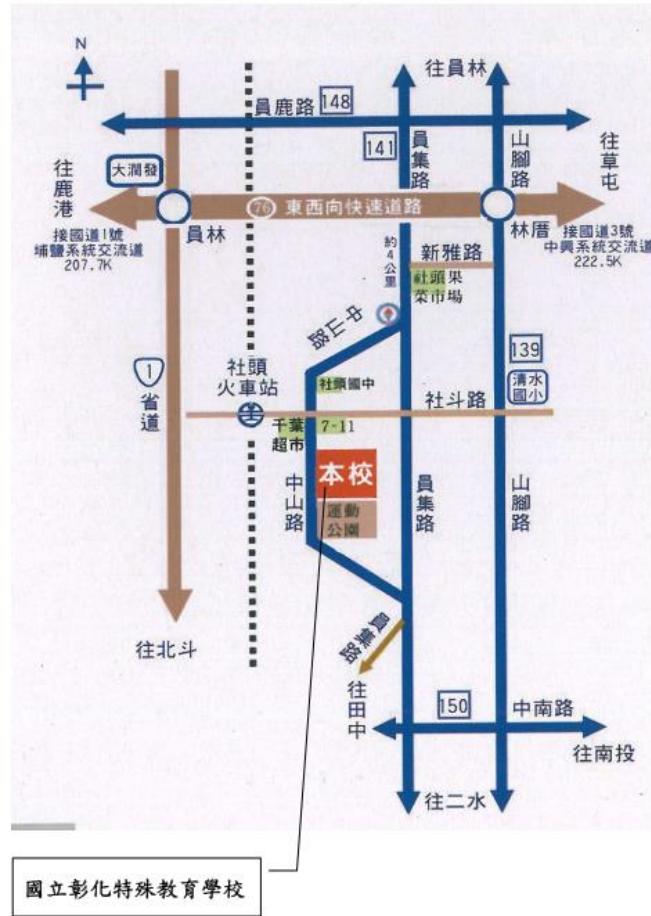 N
往員林
員鹿路 148
141
員集路
山腳路
往鹿港
大潤發
往草屯
76 東西向快速道路
員林
林厝
接國道1號
埔鹽系統交流道
207.7K
接國道3號
中興系統交流道
222.5K
約4公里
新雅路
社頭果
菜市場
中山路
1
省道
社頭
火車站
社頭國中
139
清水
國小
社斗路
千葉
超市
7-11
本校
中山路
運動
公園
員集路
山腳路
往北斗
員集路
往田中
150
中南路
往南投
往二水
國立彰化特殊教育學校